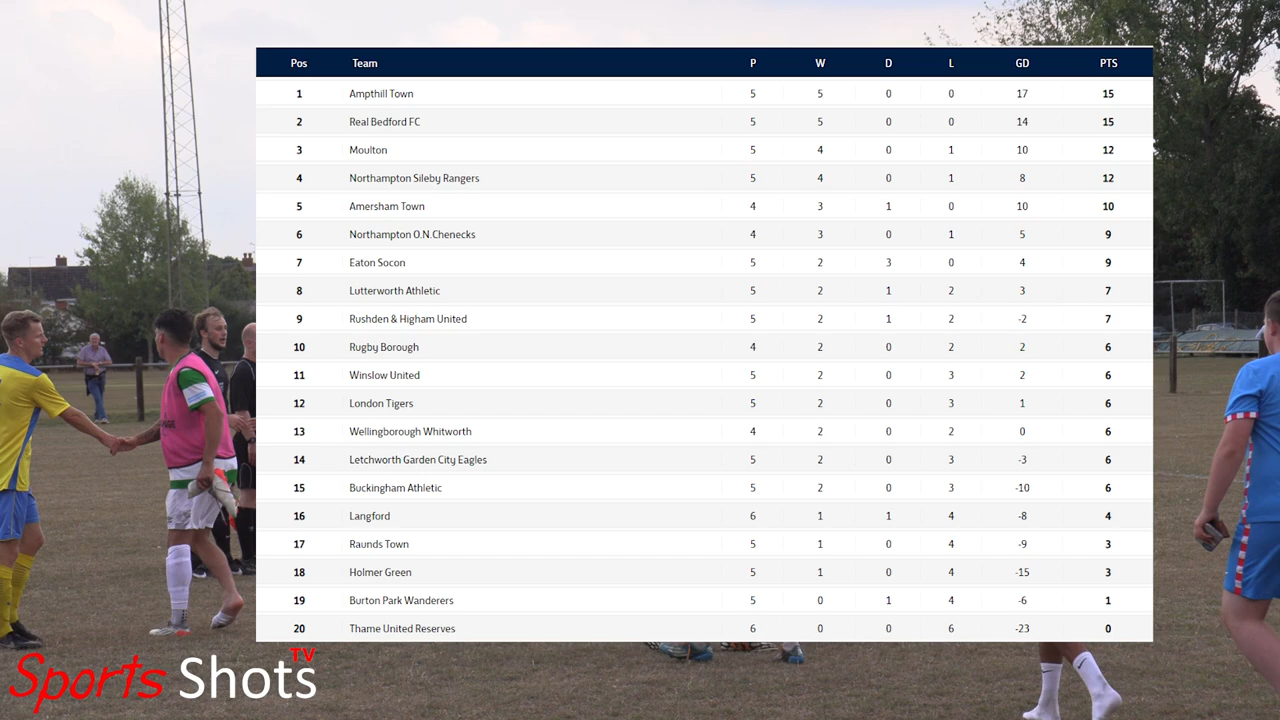 Pos Team P W D L GD PTS
1 Ampthill Town 5 5 0 0 17 15
2 Real Bedford FC 5 5 0 0 14 15
3 Moulton 5 4 0 1 10 12
4 Northampton Sileby Rangers 5 4 0 1 8 12
5 Amersham Town 4 3 1 0 10 10
6 Northampton O.N.Chenecks 4 3 0 1 5 9
7 Eaton Socon 5 2 3 0 4 9
8 Lutterworth Athletic 5 2 1 2 3 7
9 Rushden & Higham United 5 2 1 2 -2 7
10 Rugby Borough 4 2 0 2 2 6
11 Winslow United 5 2 0 3 2 6
12 London Tigers 5 2 0 3 1 6
13 Wellingborough Whitworth 4 2 0 2 0 6
14 Letchworth Garden City Eagles 5 2 0 3 -3 6
15 Buckingham Athletic 5 2 0 3 -10 6
16 Langford 6 1 1 4 -8 4
17 Raunds Town 5 1 0 4 -9 3
18 Holmer Green 5 1 0 4 -15 3
19 Burton Park Wanderers 5 0 1 4 -6 1
20 Thame United Reserves 6 0 0 6 -23 0
Sports Shots TV